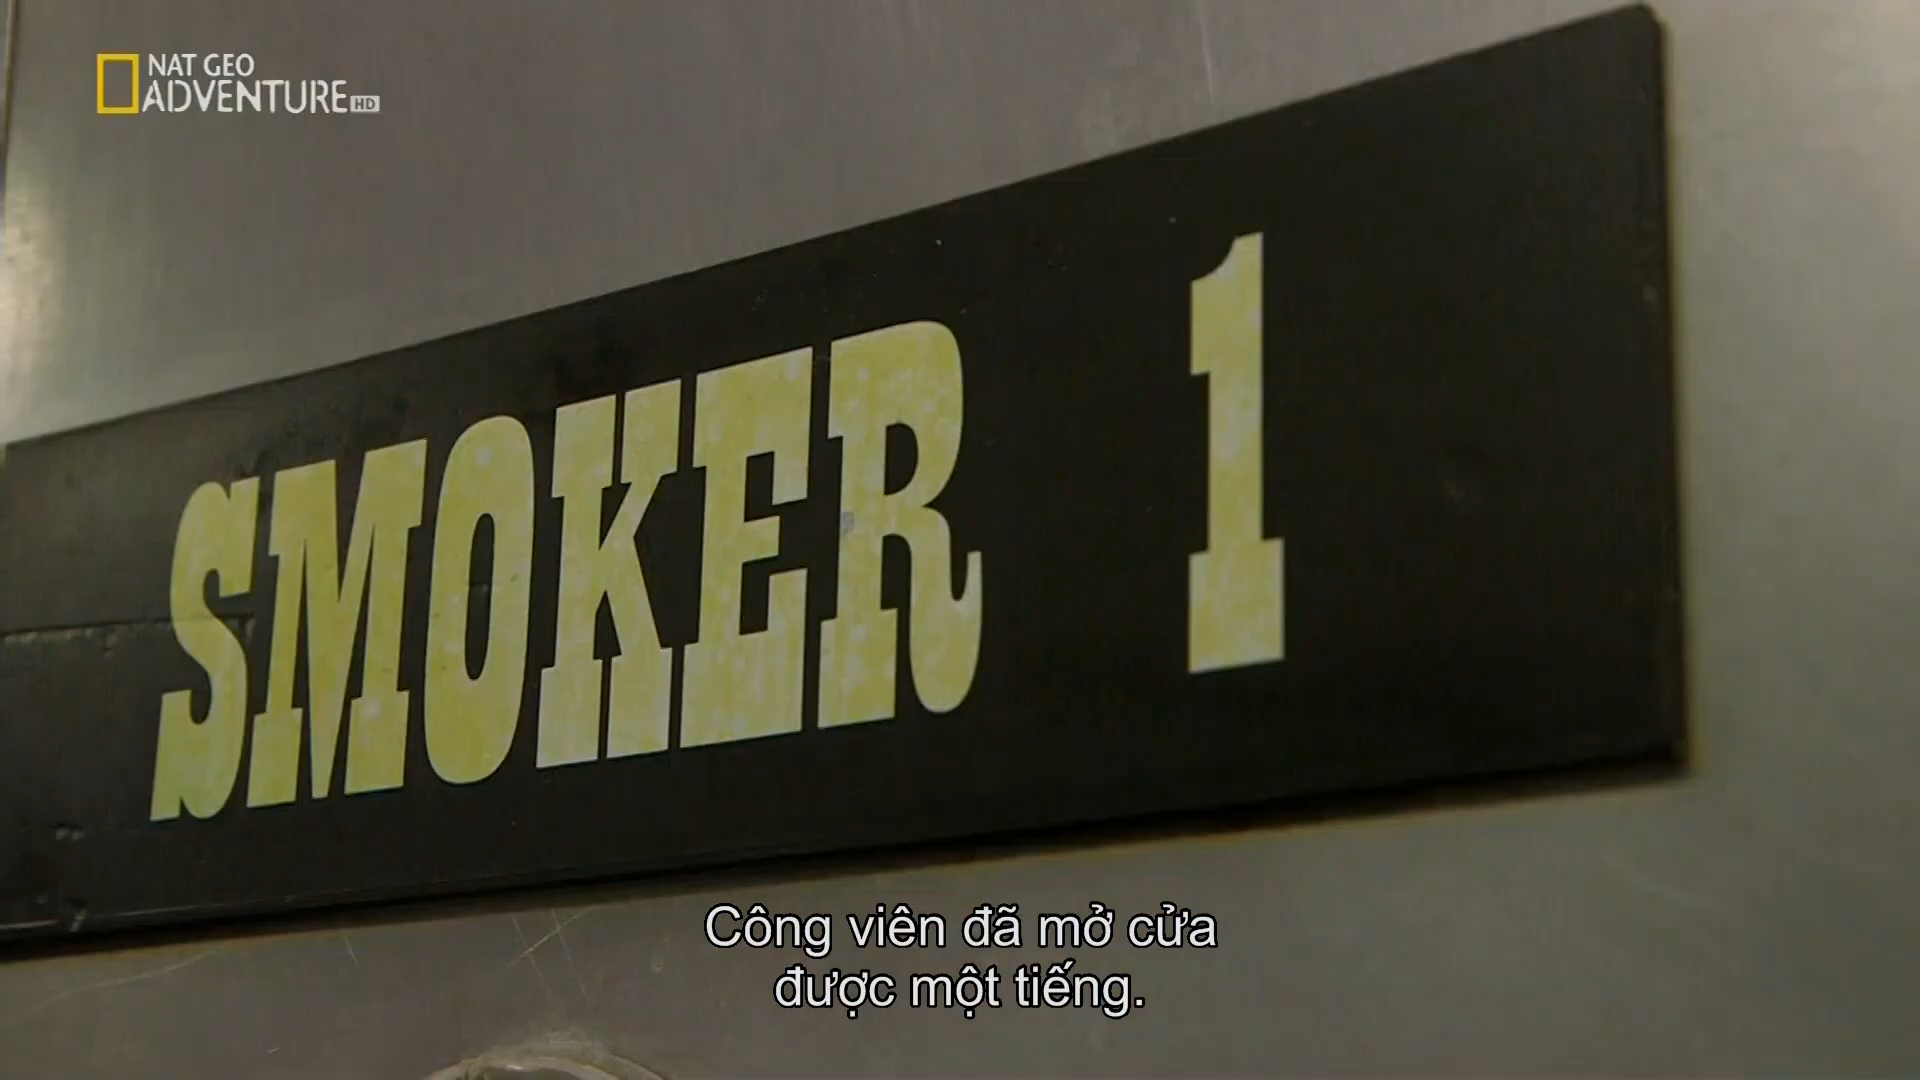 NAT GEO
ADVENTURE HD
SMOKER 1
Công viên đã mở cửa
được một tiếng.